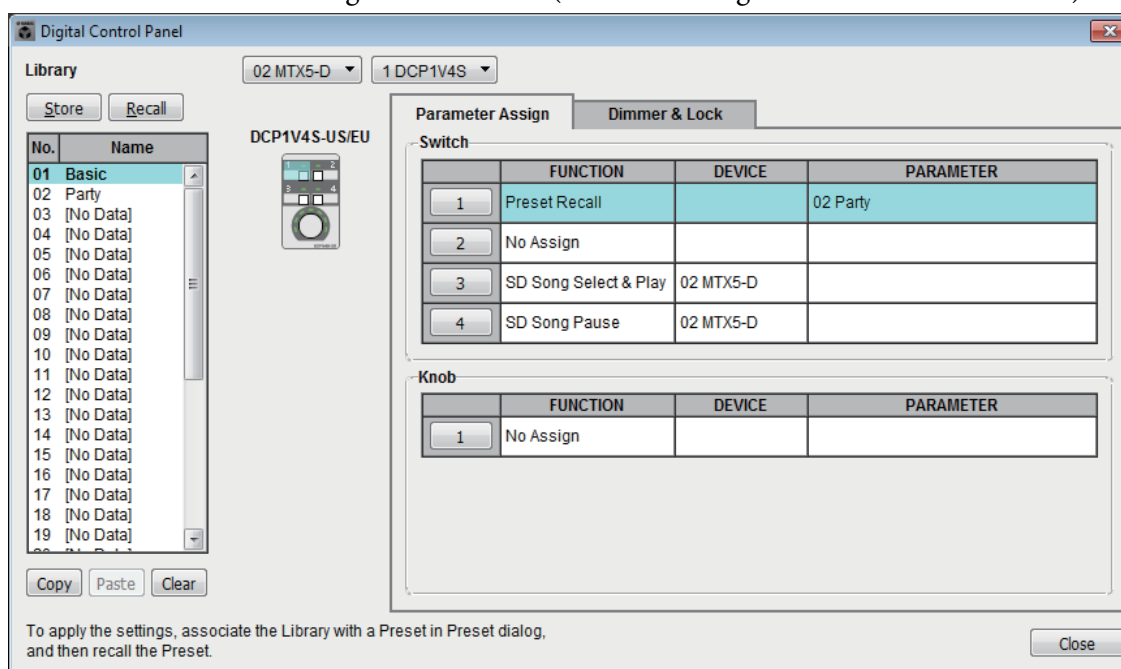 Digital Control Panel
Library
02 MTX5-D
1 DCP1V4S
Store Recall
No. Name
01 Basic
02 Party
03 [No Data]
04 [No Data]
05 [No Data]
06 [No Data]
07 [No Data]
08 [No Data]
09 [No Data]
10 [No Data]
11 [No Data]
12 [No Data]
13 [No Data]
14 [No Data]
15 [No Data]
16 [No Data]
17 [No Data]
18 [No Data]
19 [No Data]
Copy Paste Clear
DCP1V4S-US/EU
1 2
3 4
Parameter Assign Dimmer & Lock
Switch
FUNCTION DEVICE PARAMETER
1 Preset Recall 02 Party
2 No Assign
3 SD Song Select & Play 02 MTX5-D
4 SD Song Pause 02 MTX5-D
Knob
FUNCTION DEVICE PARAMETER
1 No Assign
To apply the settings, associate the Library with a Preset in Preset dialog,
and then recall the Preset.
Close